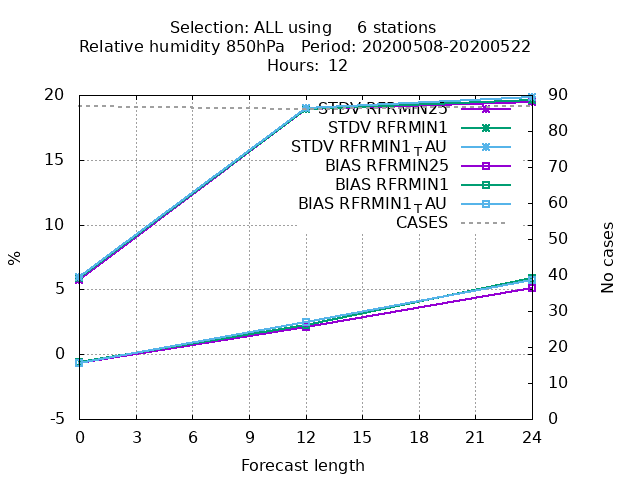 Selection: ALL using 6 stations
Relative humidity 850hPa Period: 20200508-20200522
Hours: 12
20
15
10
5
0
-5
%
STDV RFRMIN25
STDV RFRMIN1
STDV RFRMIN1TAU
BIAS RFRMIN25
BIAS RFRMIN1
BIAS RFRMIN1TAU
CASES
90
80
70
60
50
40
30
20
10
0
No cases
0 3 6 9 12 15 18 21 24
Forecast length